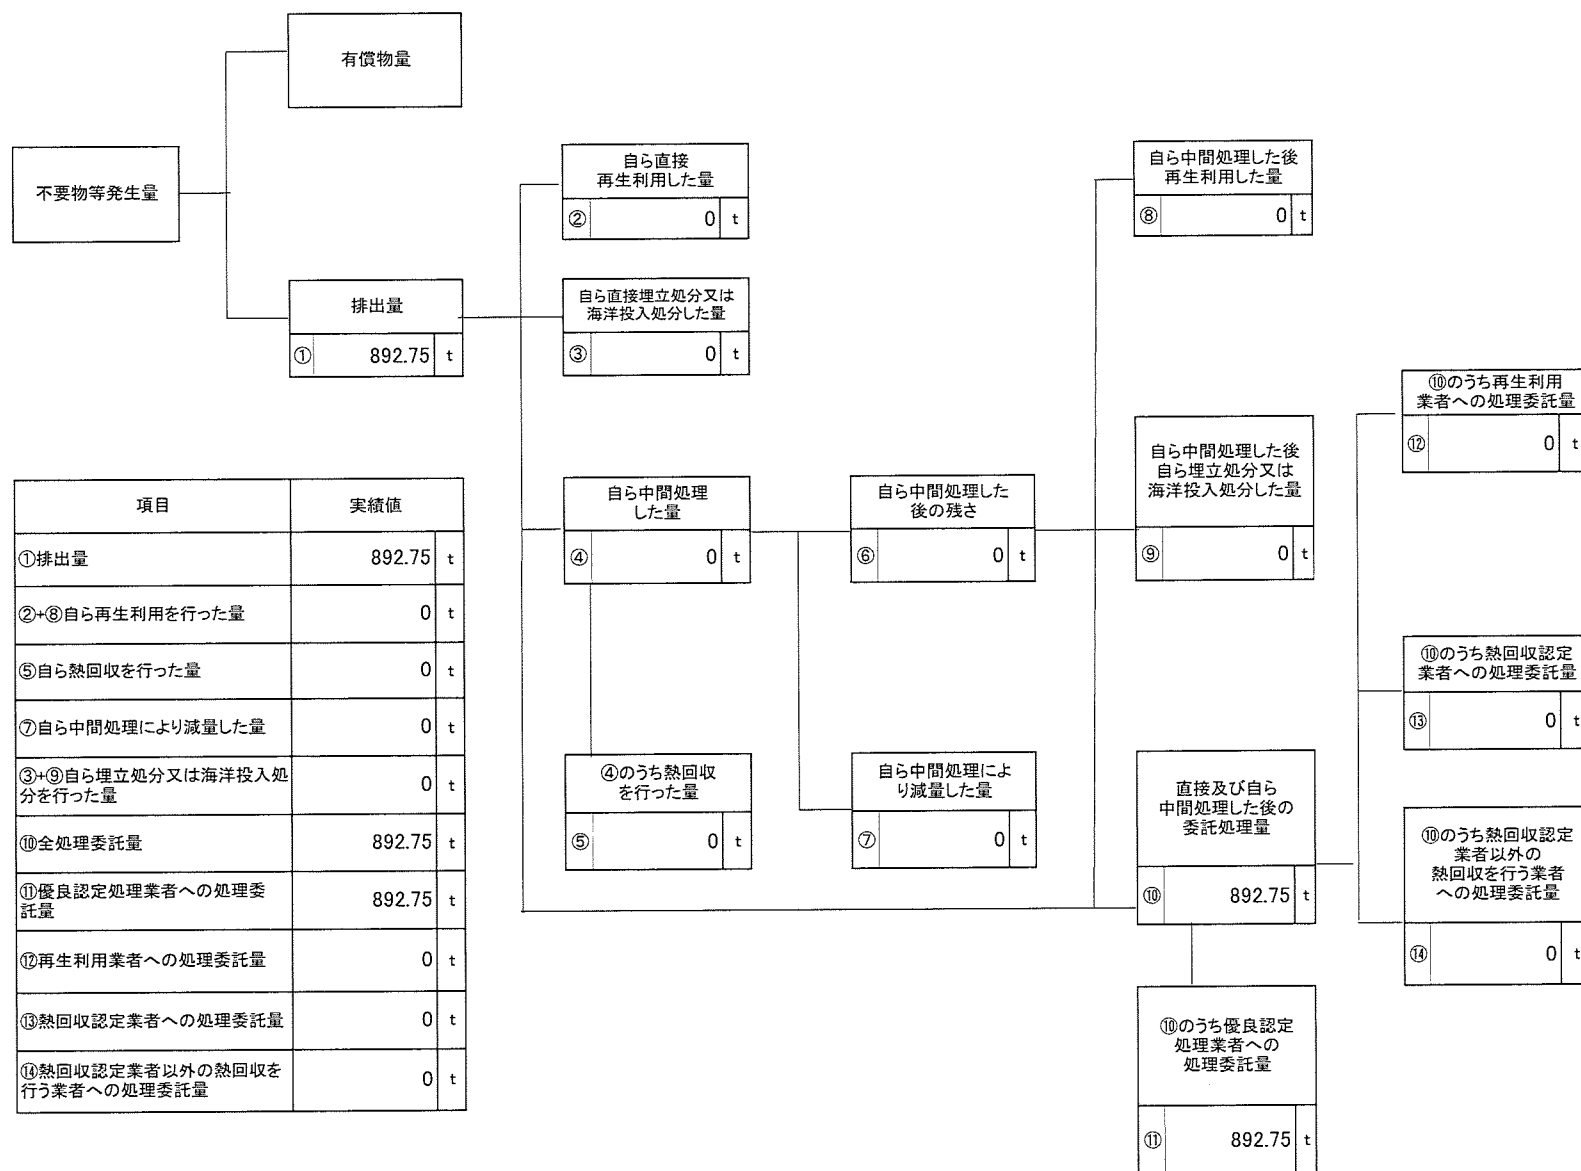 有償物量
不要物等発生量
排出量
① 892.75 t
自ら直接
再生利用した量
② 0 t
自ら直接埋立処分又は
海洋投入処分した量
③ 0 t
自ら中間処理
した量
④ 0 t
④のうち熱回収
を行った量
⑤ 0 t
自ら中間処理した
後の残さ
⑥ 0 t
自ら中間処理によ
り減量した量
⑦ 0 t
自ら中間処理した後
再生利用した量
⑧ 0 t
自ら中間処理した後
自ら埋立処分又は
海洋投入処分した量
⑨ 0 t
直接及び自ら
中間処理した後の
委託処理量
⑩ 892.75 t
⑩のうち優良認定
処理業者への
処理委託量
⑪ 892.75 t
⑩のうち再生利用
業者への処理委託量
⑫ 0 t
⑩のうち熱回収認定
業者への処理委託量
⑬ 0 t
⑩のうち熱回収認定
業者以外の
熱回収を行う業者
への処理委託量
⑭ 0 t
項目 実績値
①排出量 892.75 t
②+⑧自ら再生利用を行った量 0 t
⑤自ら熱回収を行った量 0 t
⑦自ら中間処理により減量した量 0 t
③+⑨自ら埋立処分又は海洋投入処
分を行った量 0 t
⑩全処理委託量 892.75 t
⑪優良認定処理業者への処理委
託量 892.75 t
⑫再生利用業者への処理委託量 0 t
⑬熱回収認定業者への処理委託量 0 t
⑭熱回収認定業者以外の熱回収を
行う業者への処理委託量 0 t